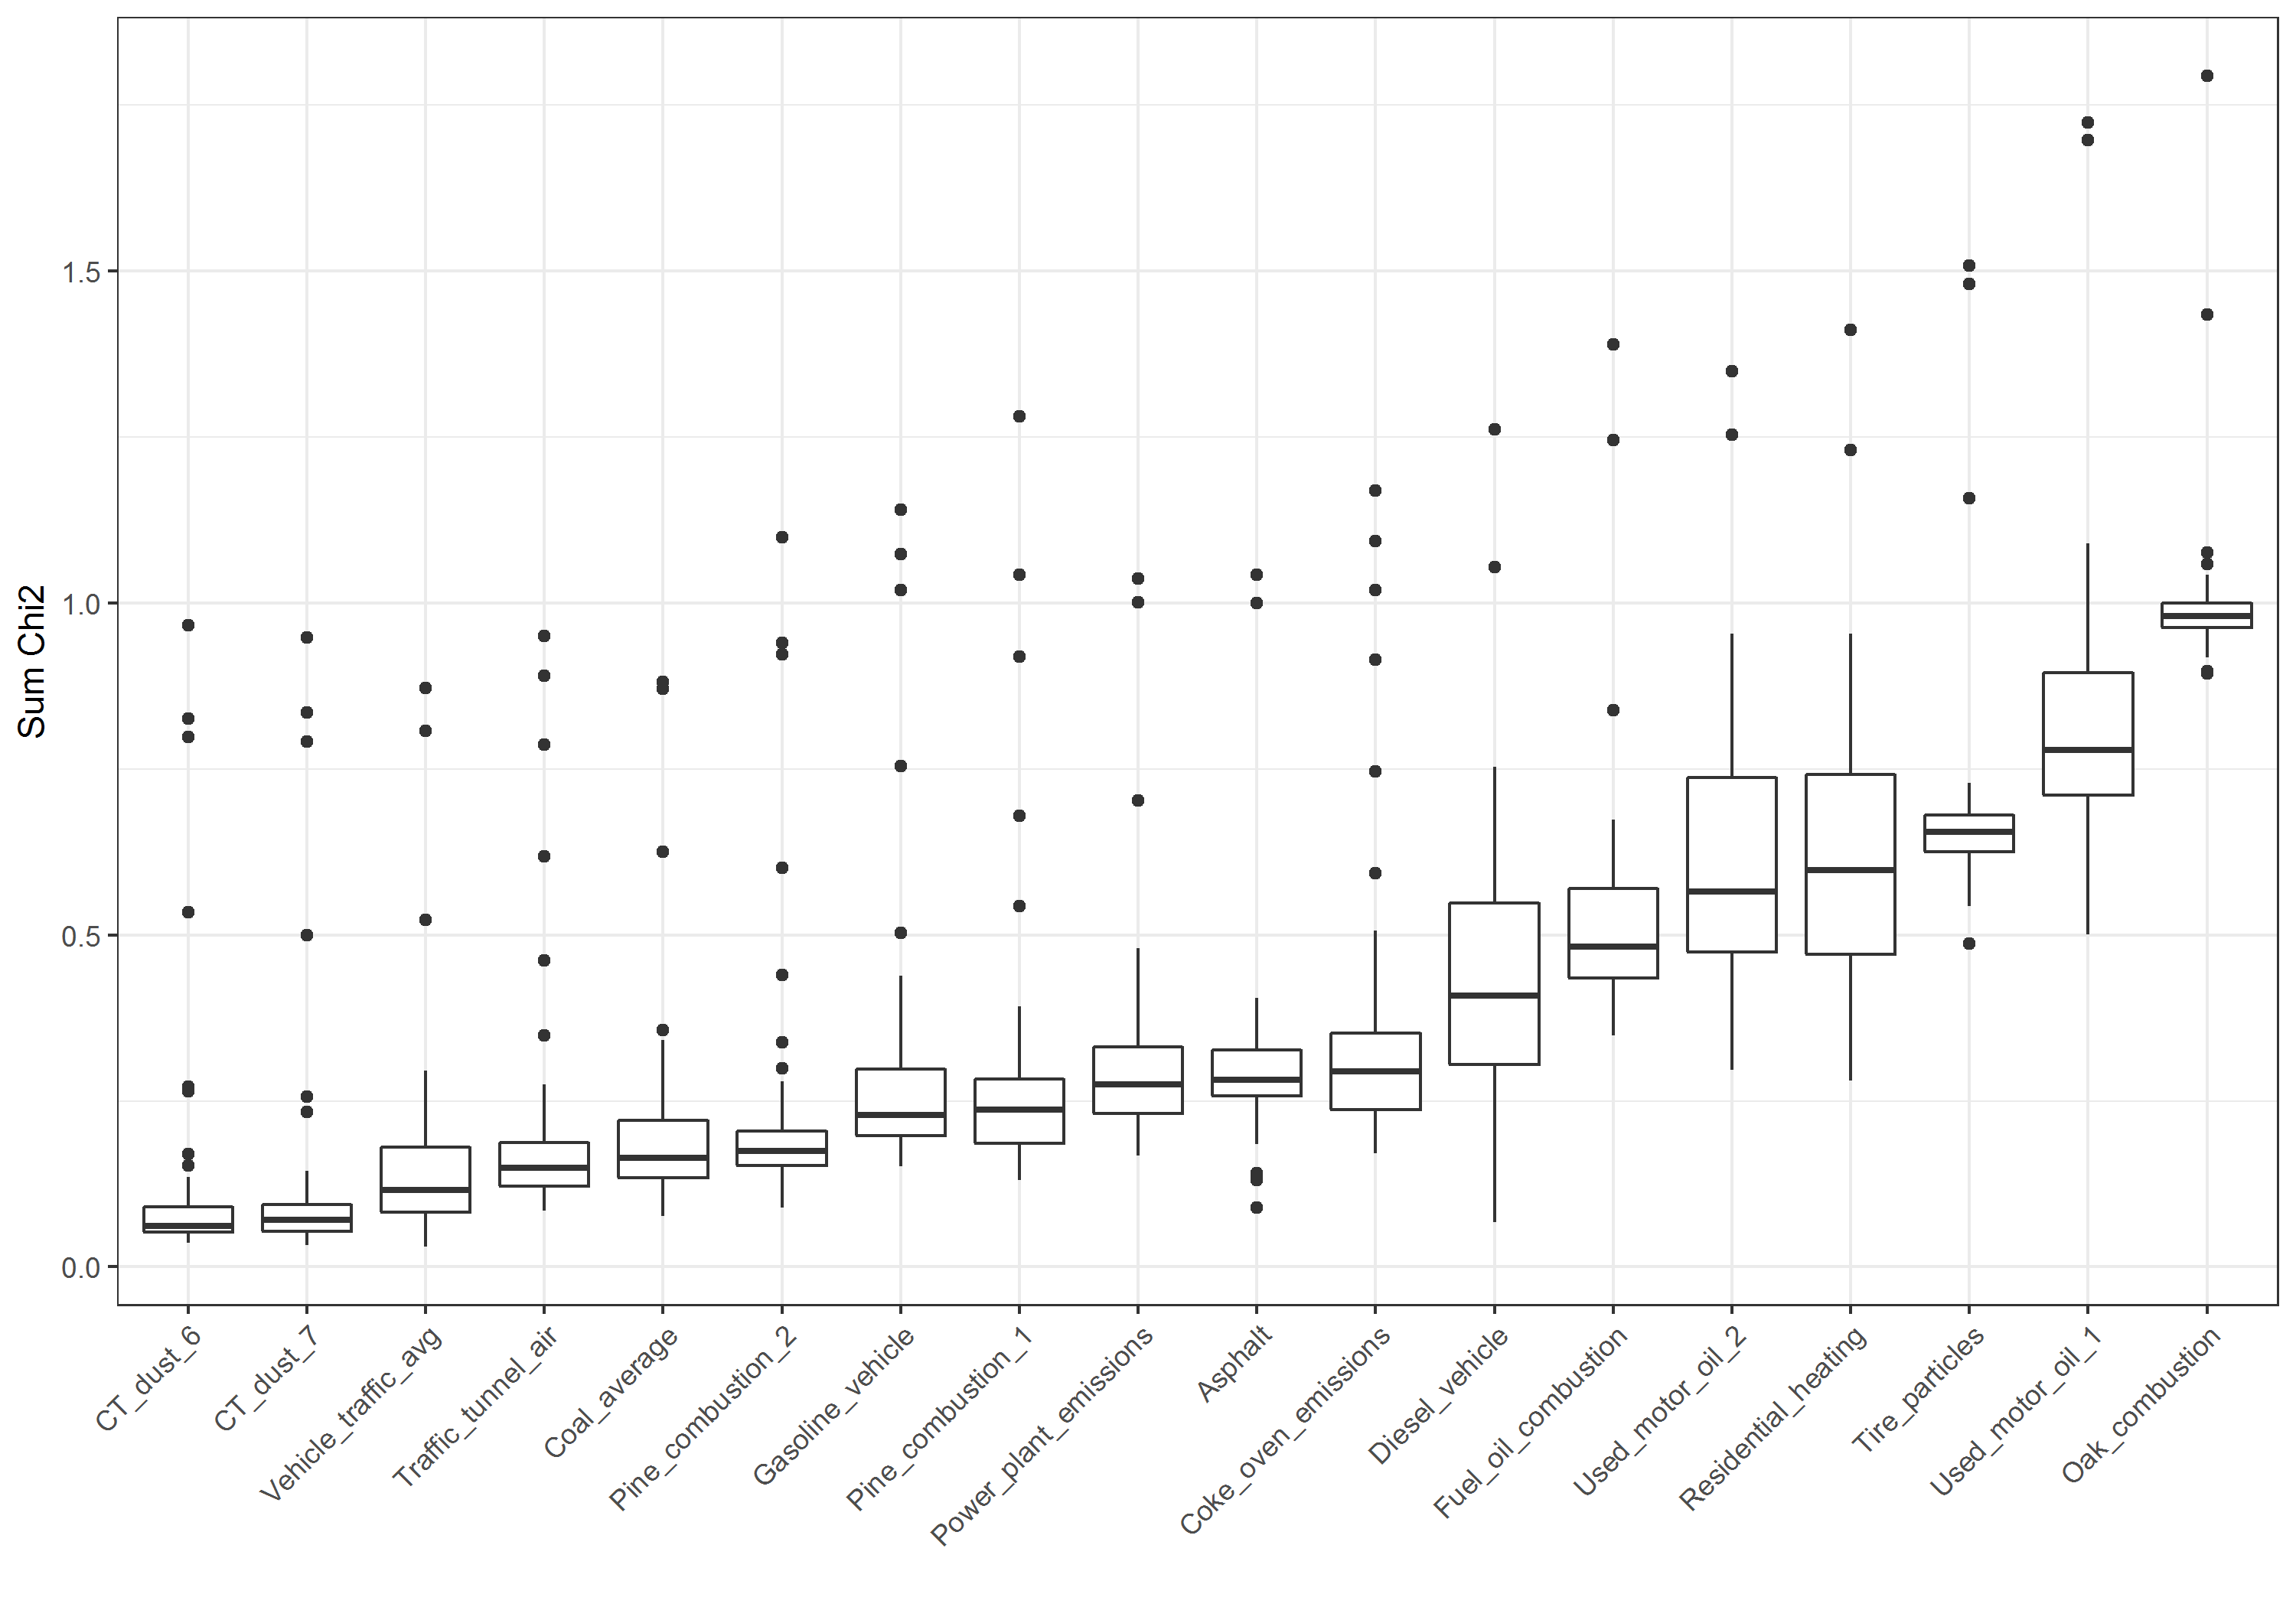 Sum Chi2
1.5
1.0
0.5
0.0
CT_dust_6
CT_dust_7
Vehicle_traffic_avg
Traffic_tunnel_air
Coal_average
Pine_combustion_2
Gasoline_vehicle
Pine_combustion_1
Power_plant_emissions
Asphalt
Coke_oven_emissions
Diesel_vehicle
Fuel_oil_combustion
Used_motor_oil_2
Residential_heating
Tire_particles
Used_motor_oil_1
Oak_combustion